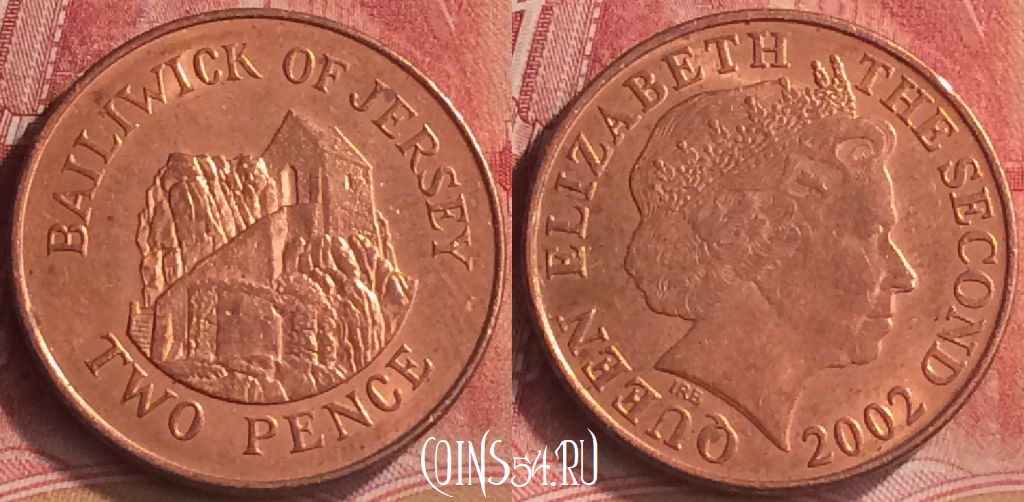 BAILIWICK OF JERSEY
TWO PENCE
QUEEN ELIZABETH THE SECOND
2002
IRB
COINS54.RU